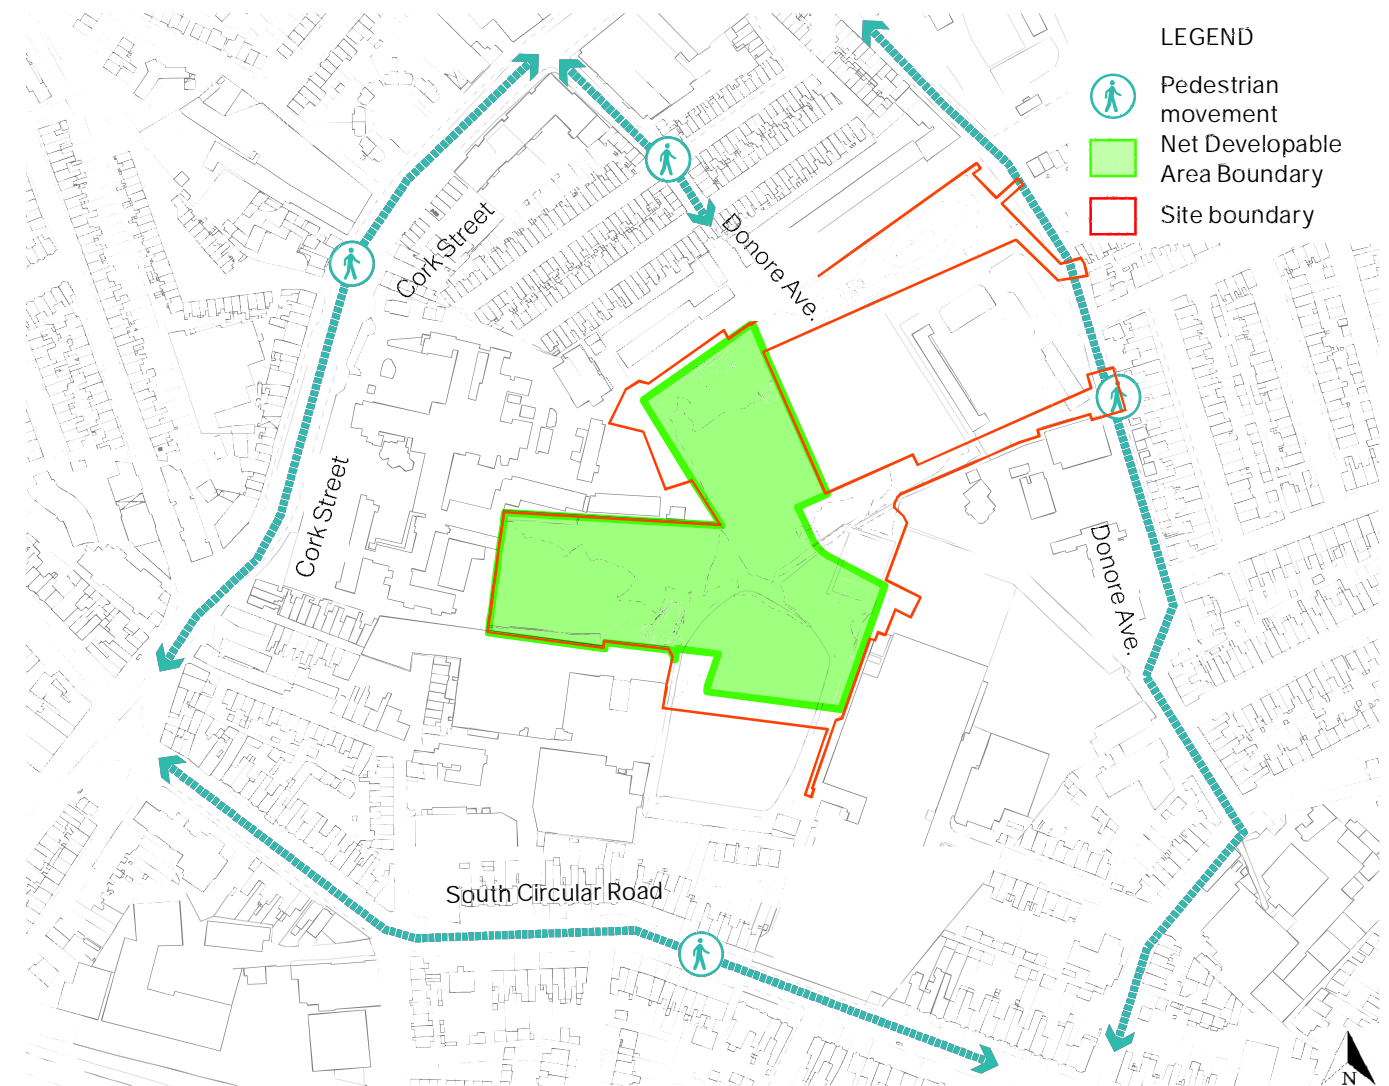 LEGEND
Pedestrian
movement
Net Developable
Area Boundary
Site boundary
Cork Street
Donore Ave.
Cork Street
Donore Ave.
South Circular Road
N